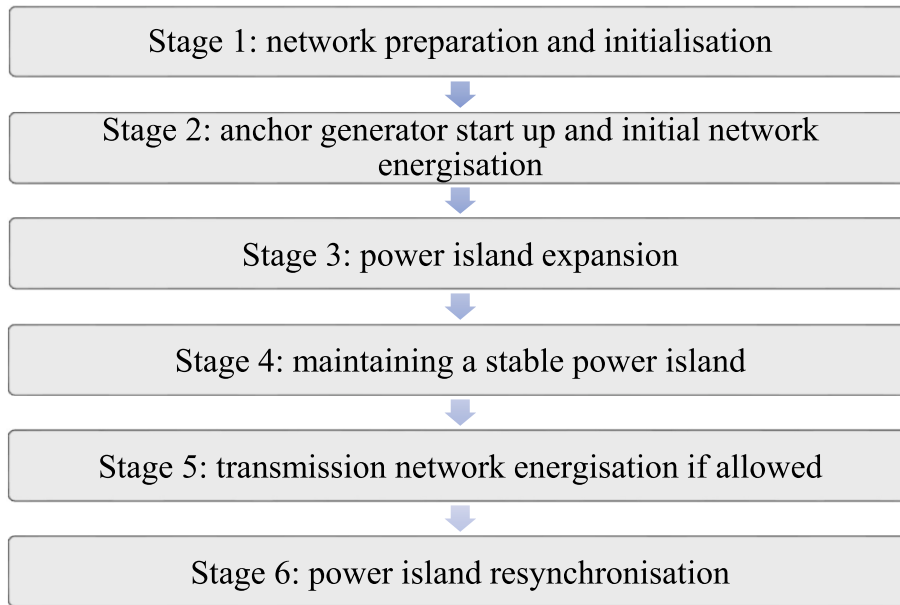 Stage 1: network preparation and initialisation
Stage 2: anchor generator start up and initial network
energisation
Stage 3: power island expansion
Stage 4: maintaining a stable power island
Stage 5: transmission network energisation if allowed
Stage 6: power island resynchronisation